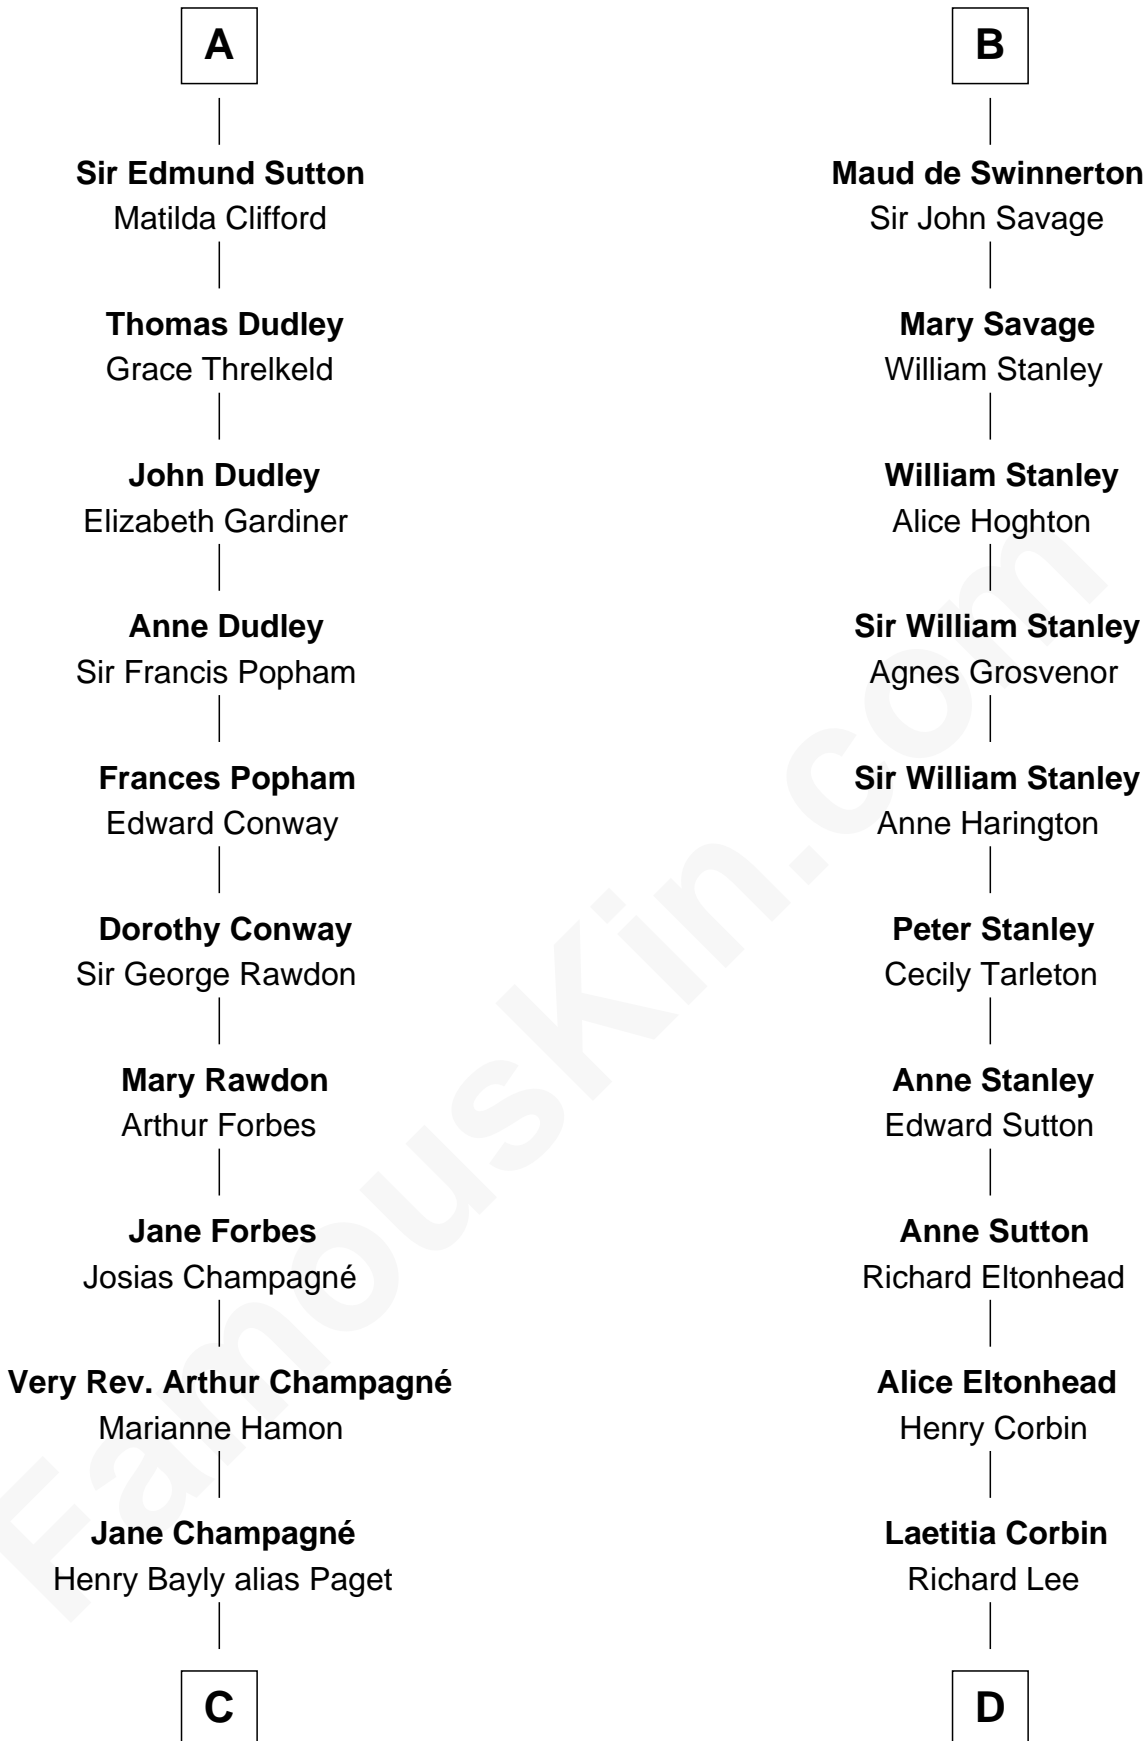 A
Sir Edmund Sutton
Matilda Clifford
Thomas Dudley
Grace Threlkeld
John Dudley
Elizabeth Gardiner
Anne Dudley
Sir Francis Popham
Frances Popham
Edward Conway
Dorothy Conway
Sir George Rawdon
Mary Rawdon
Arthur Forbes
Jane Forbes
Josias Champagné
Very Rev. Arthur Champagné
Marianne Hamon
Jane Champagné
Henry Bayly alias Paget
C
B
Maud de Swinnerton
Sir John Savage
Mary Savage
William Stanley
William Stanley
Alice Hoghton
Sir William Stanley
Agnes Grosvenor
Sir William Stanley
Anne Harington
Peter Stanley
Cecily Tarleton
Anne Stanley
Edward Sutton
Anne Sutton
Richard Eltonhead
Alice Eltonhead
Henry Corbin
Laetitia Corbin
Richard Lee
D
FamousKin.com